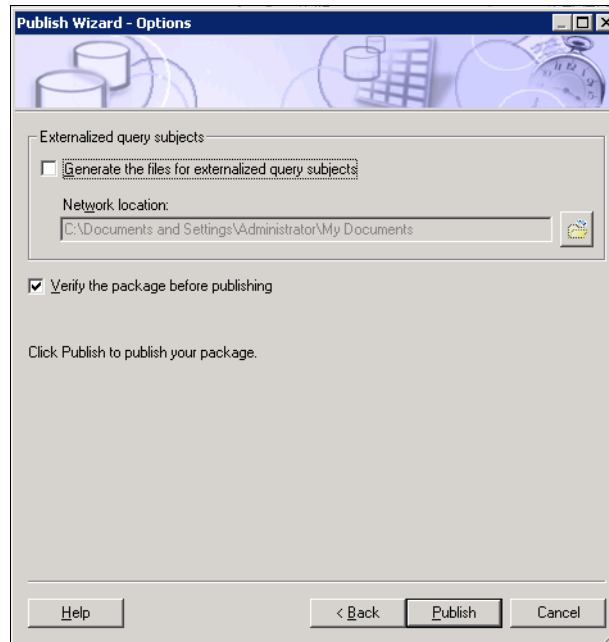 Publish Wizard - Options
Externalized query subjects
Generate the files for externalized query subjects
Network location:
C:\Documents and Settings\Administrator\My Documents
Verify the package before publishing
Click Publish to publish your package.
Help
< Back
Publish
Cancel